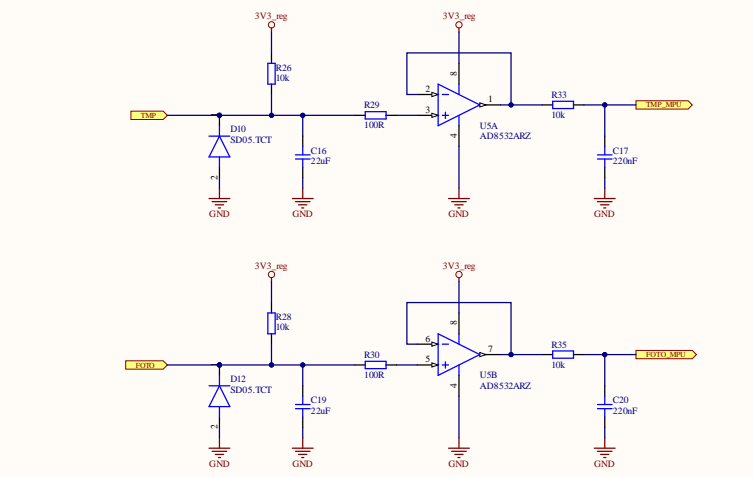 3V3_reg
3V3_reg
R26
10k
8
2
1
R33
10k
TMP_MPU
TMP
R29
100R
3
D10
SD05.TCT
U5A
AD8532ARZ
4
C16
22uF
C17
220nF
2
GND
GND
GND
GND
3V3_reg
3V3_reg
R28
10k
8
6
7
R35
10k
FOTO_MPU
FOTO
R30
100R
5
D12
SD05.TCT
U5B
AD8532ARZ
4
C19
22uF
C20
220nF
2
GND
GND
GND
GND